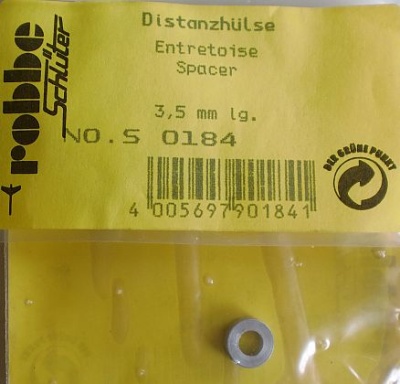 robbe
Schlüter
Distanzhülse
Entretoise
Spacer
3,5 mm lg.
NO.S 0184
4 005697 901841
DER GRÜNE PUNKT